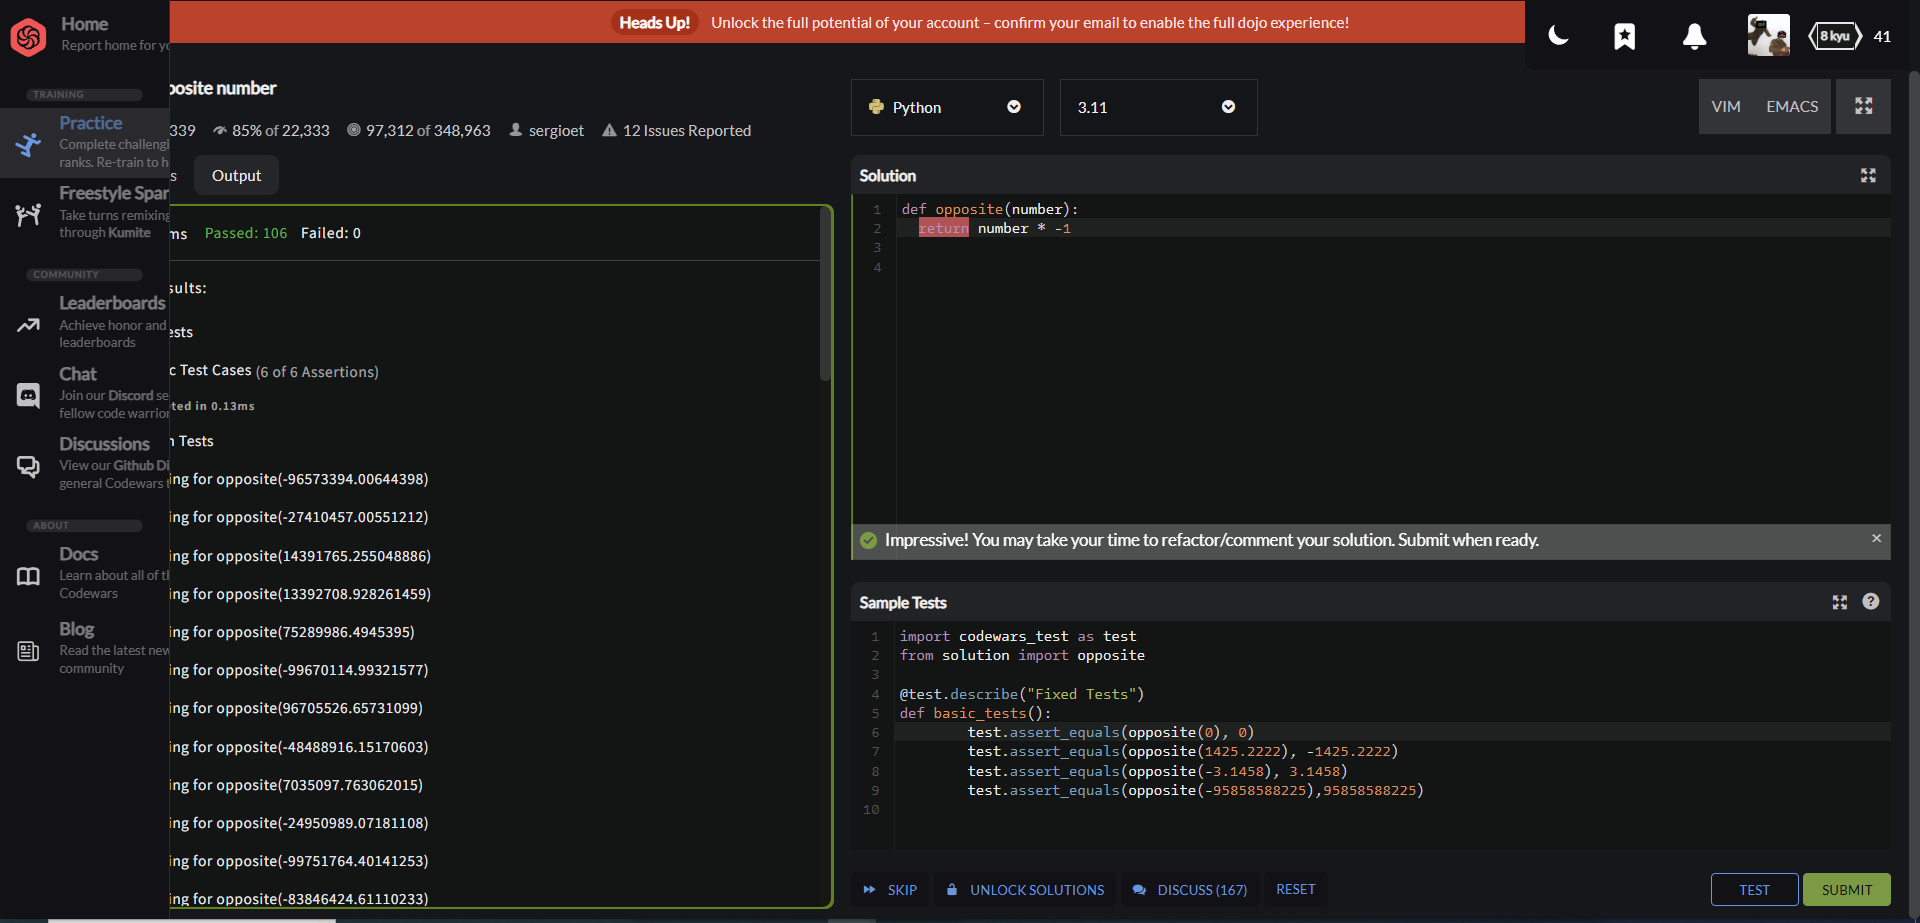 Home
Report home for yo
TRAINING
Practice
Complete challengi
ranks. Re-train to h
Freestyle Spar
Take turns remixing
through Kumite
COMMUNITY
Leaderboards
Achieve honor and
leaderboards
Chat
Join our Discord se
fellow code warrior
Discussions
View our Github Di
general Codewars t
ABOUT
Docs
Learn about all of th
Codewars
Blog
Read the latest new
community
Heads Up! Unlock the full potential of your account – confirm your email to enable the full dojo experience!
8 kyu 41
posite number
339 85% of 22,333 97,312 of 348,963 sergioet 12 Issues Reported
s Output
ms Passed: 106 Failed: 0
sults:
ests
c Test Cases (6 of 6 Assertions)
ted in 0.13ms
n Tests
ing for opposite(-96573394.00644398)
ing for opposite(-27410457.00551212)
ing for opposite(14391765.255048886)
ing for opposite(13392708.928261459)
ing for opposite(75289986.4945395)
ing for opposite(-99670114.99321577)
ing for opposite(96705526.65731099)
ing for opposite(-48488916.15170603)
ing for opposite(7035097.763062015)
ing for opposite(-24950989.07181108)
ing for opposite(-99751764.40141253)
ing for opposite(-83846424.61110233)
Python 3.11 VIM EMACS
Solution
1 def opposite(number):
2 return number * -1
3
4
Impressive! You may take your time to refactor/comment your solution. Submit when ready. ×
Sample Tests ?
1 import codewars_test as test
2 from solution import opposite
3
4 @test.describe("Fixed Tests")
5 def basic_tests():
6 test.assert_equals(opposite(0), 0)
7 test.assert_equals(opposite(1425.2222), -1425.2222)
8 test.assert_equals(opposite(-3.1458), 3.1458)
9 test.assert_equals(opposite(-95858588225),95858588225)
10
SKIP UNLOCK SOLUTIONS DISCUSS (167) RESET TEST SUBMIT